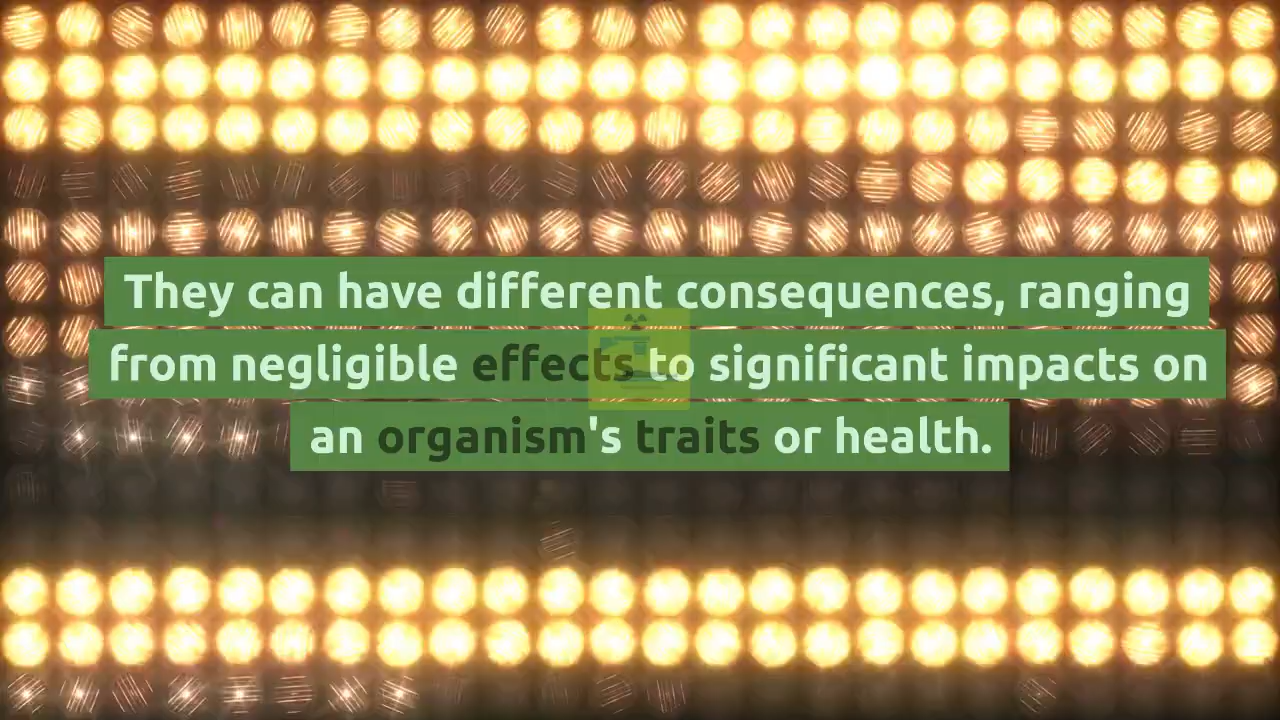 They can have different consequences, ranging
from negligible effects to significant impacts on
an organism's traits or health.